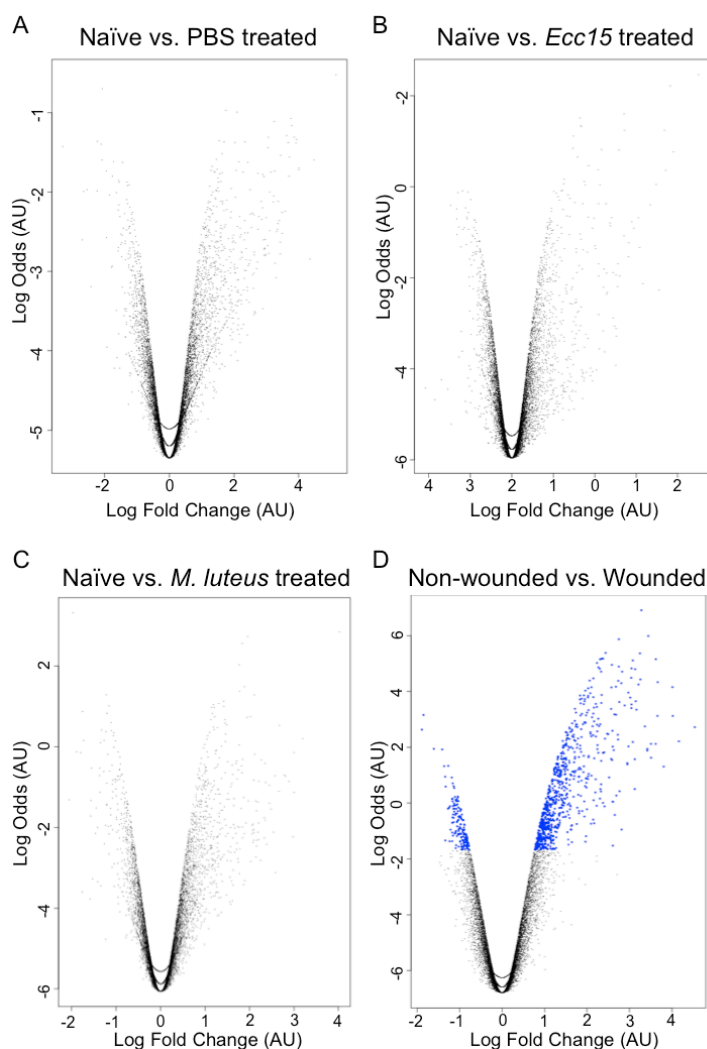 A
Naïve vs. PBS treated
Log Odds (AU)
-1
-2
-3
-4
-5
-2 0 2 4
Log Fold Change (AU)
B
Naïve vs. Ecc15 treated
Log Odds (AU)
-2
0
-2
-4
-6
4 3 2 1 0 1 2
Log Fold Change (AU)
C
Naïve vs. M. luteus treated
Log Odds (AU)
2
0
-2
-4
-6
-2 -1 0 1 2 3 4
Log Fold Change (AU)
D
Non-wounded vs. Wounded
Log Odds (AU)
6
4
2
0
-2
-4
-6
-2 -1 0 1 2 3 4
Log Fold Change (AU)